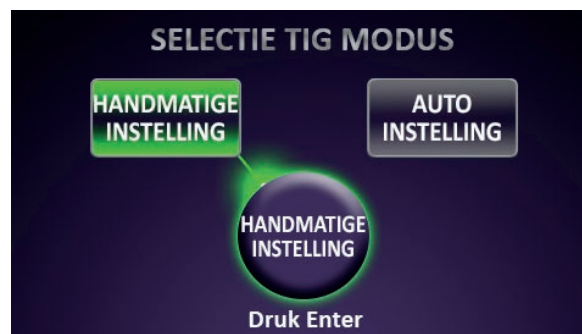 SELECTIE TIG MODUS
HANDMATIGE
INSTELLING
AUTO
INSTELLING
HANDMATIGE
INSTELLING
Druk Enter